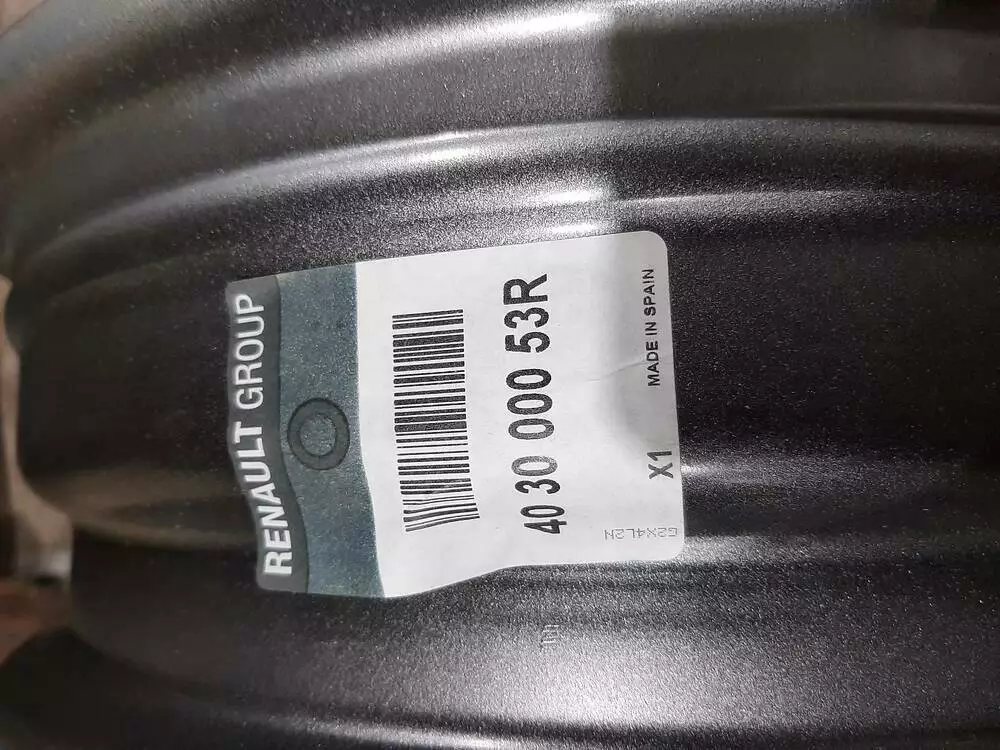 RENAULT GROUP
40 30 000 53R
X1
MADE IN SPAIN
G2X4L2N